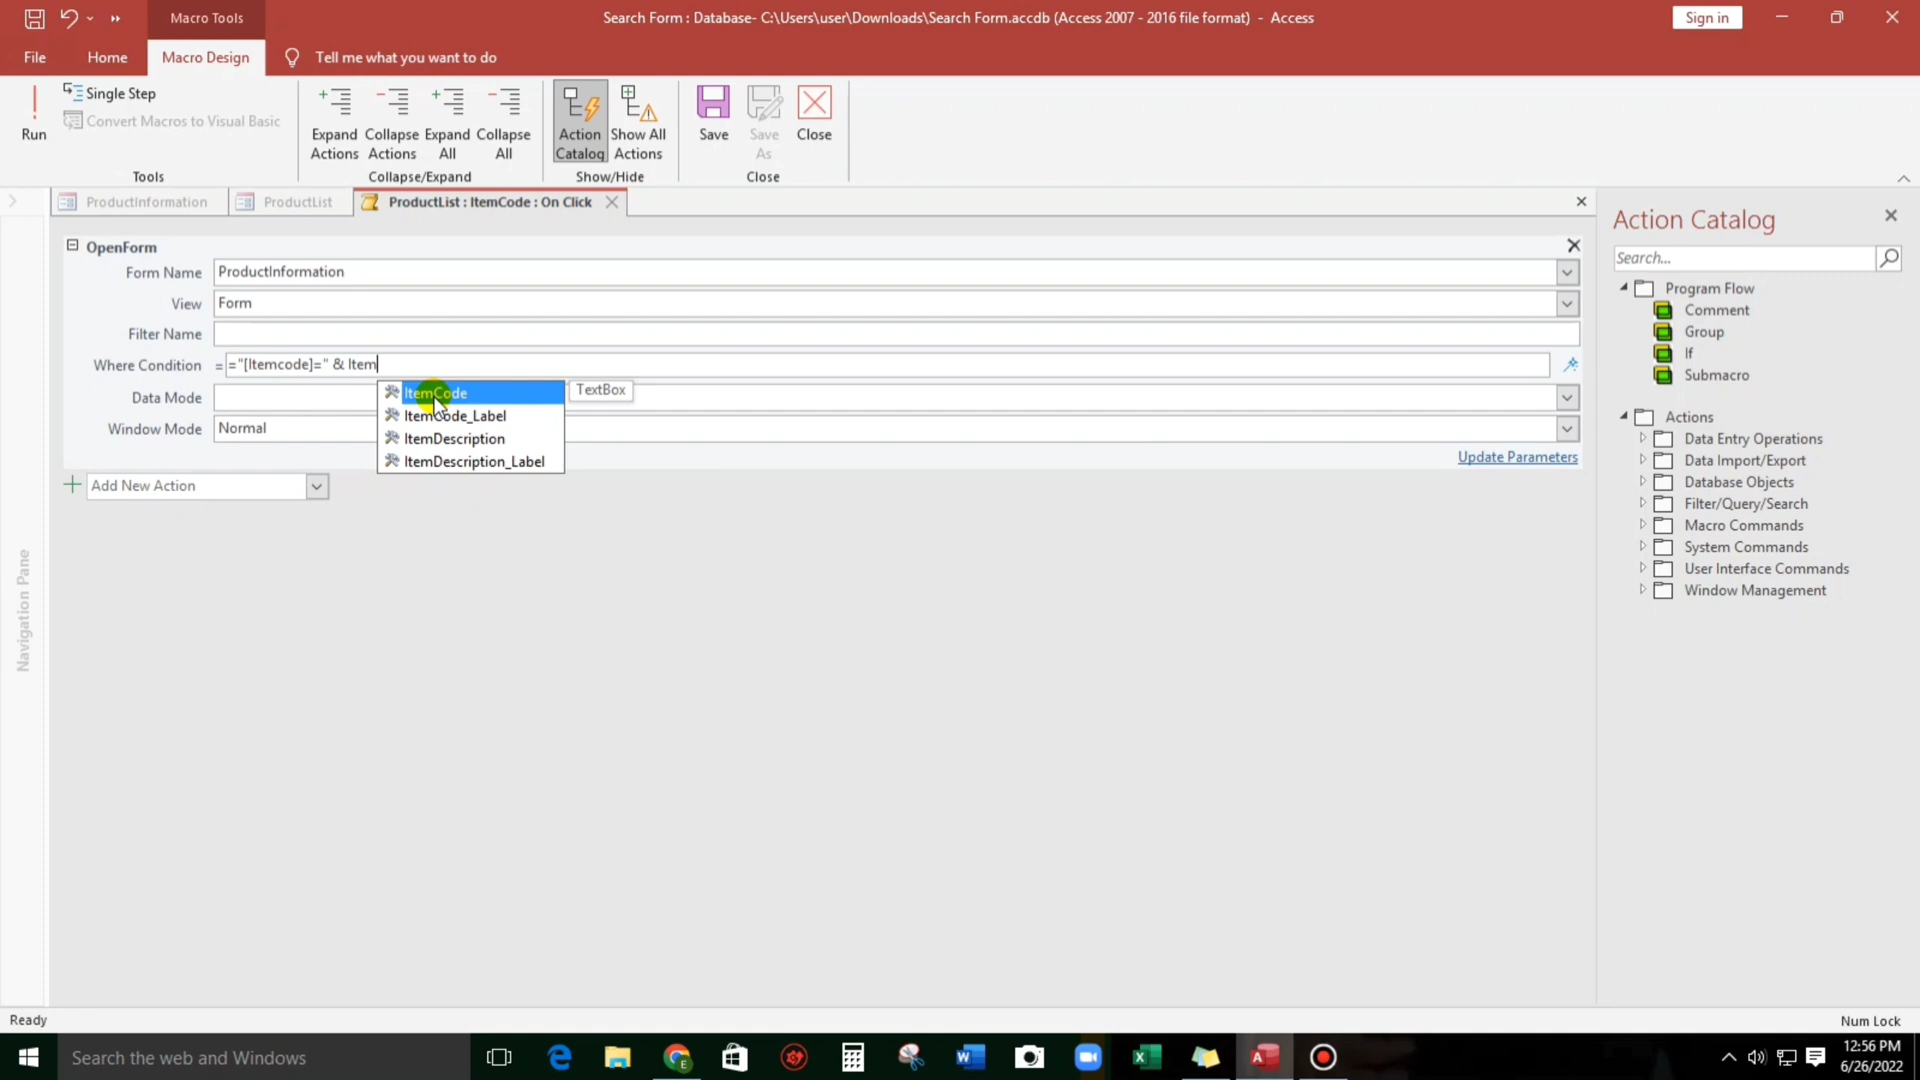 Macro Tools
Search Form : Database- C:\Users\user\Downloads\Search Form.accdb (Access 2007 - 2016 file format) - Access
Sign in
File
Home
Macro Design
Tell me what you want to do
Run
Single Step
Convert Macros to Visual Basic
Tools
Expand Actions
Collapse Actions
Expand All
Collapse All
Collapse/Expand
Action Catalog
Show All Actions
Show/Hide
Save
Save As
Close
Close
ProductInformation
ProductList
ProductList : ItemCode : On Click
OpenForm
Form Name ProductInformation
View Form
Filter Name
Where Condition = ="[Itemcode]=" & Item
ItemCode
TextBox
ItemCode_Label
ItemDescription
ItemDescription_Label
Data Mode
Window Mode Normal
Update Parameters
Add New Action
Navigation Pane
Action Catalog
Search...
Program Flow
Comment
Group
If
Submacro
Actions
Data Entry Operations
Data Import/Export
Database Objects
Filter/Query/Search
Macro Commands
System Commands
User Interface Commands
Window Management
Ready
Num Lock
Search the web and Windows
12:56 PM
6/26/2022